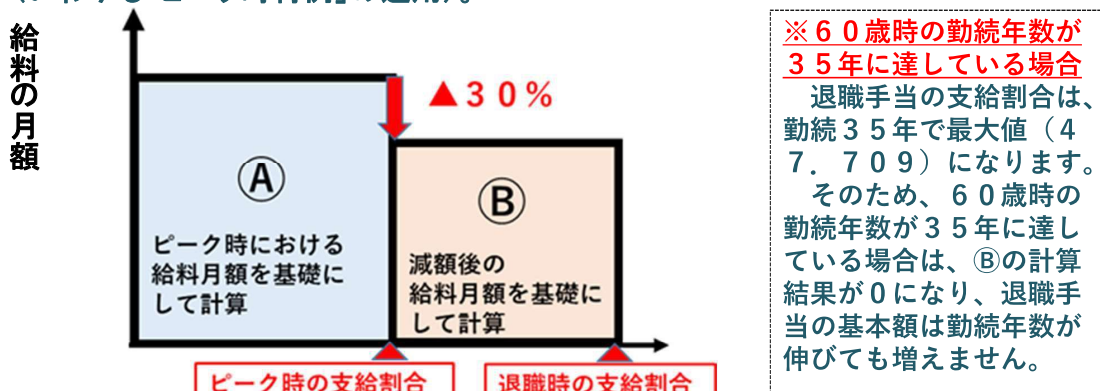 給料の月額
▲３０％
Ⓐ
ピーク時における
給料月額を基礎に
して計算
Ⓑ
減額後の
給料月額を基礎に
して計算
ピーク時の支給割合
退職時の支給割合
※６０歳時の勤続年数が
３５年に達している場合
　退職手当の支給割合は、
勤続３５年で最大値（４
７．７０９）になります。
　そのため、６０歳時の
勤続年数が３５年に達し
ている場合は、Ⓑの計算
結果が０になり、退職手
当の基本額は勤続年数が
伸びても増えません。